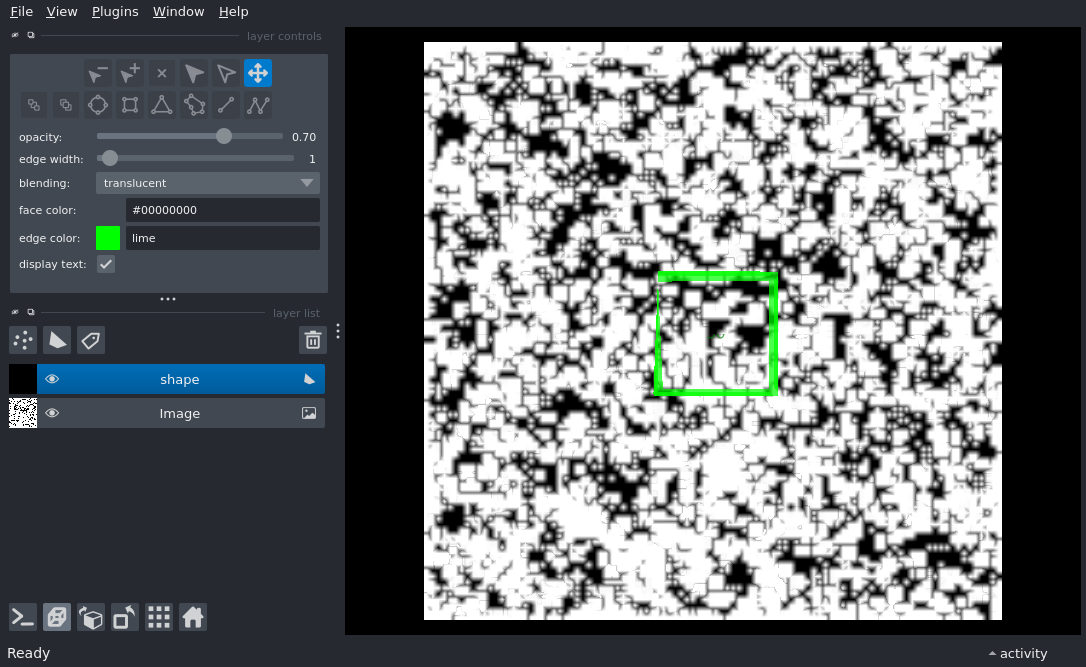 File View Plugins Window Help
layer controls
opacity: 0.70
edge width: 1
blending: translucent
face color: #00000000
edge color: lime
display text:
layer list
shape
Image
Ready
activity